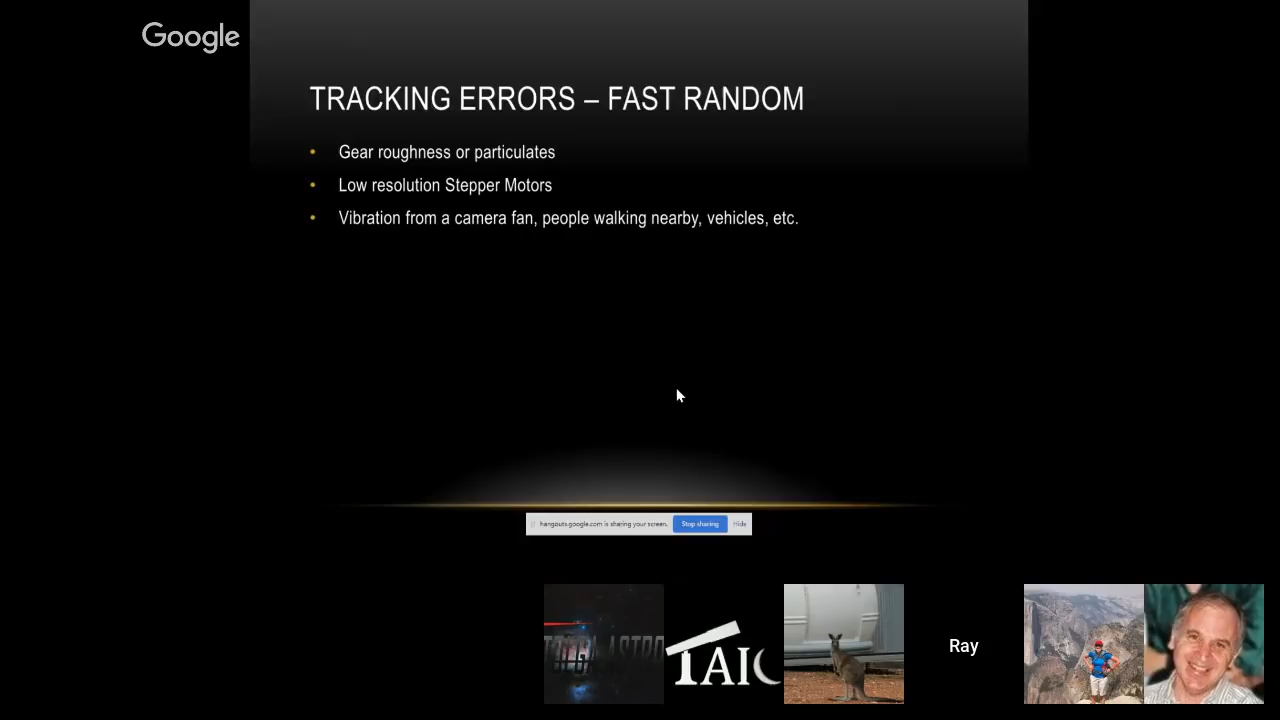 Google
TRACKING ERRORS – FAST RANDOM
• Gear roughness or particulates
• Low resolution Stepper Motors
• Vibration from a camera fan, people walking nearby, vehicles, etc.
hangouts.google.com is sharing your screen. Stop sharing Hide
TAIC
Ray